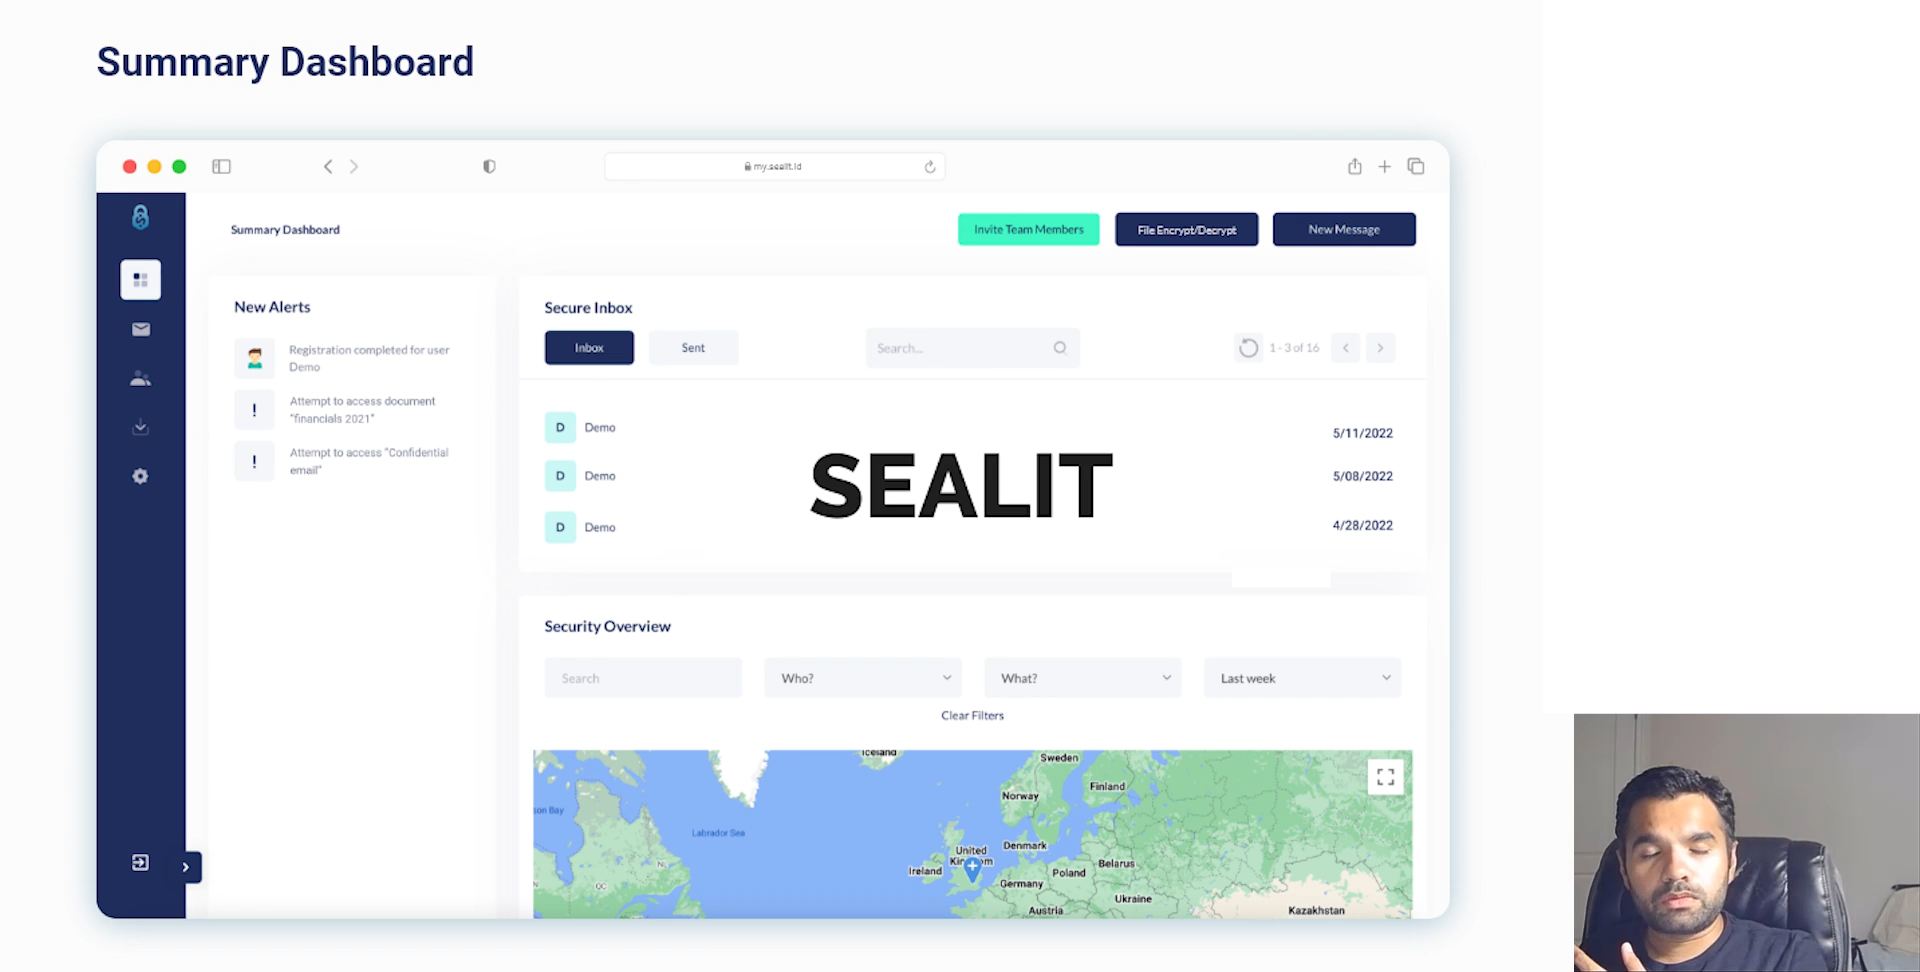 Summary Dashboard
my.sealit.id
Summary Dashboard
Invite Team Members
File Encrypt/Decrypt
New Message
New Alerts
Registration completed for user
Demo
Attempt to access document
"financials 2021"
Attempt to access "Confidential
email"
Secure Inbox
Inbox
Sent
Search...
1 - 3 of 16
D Demo
5/11/2022
D Demo
5/08/2022
D Demo
4/28/2022
SEALIT
Security Overview
Search
Who?
What?
Last week
Clear Filters
Iceland
Sweden
Finland
Norway
son Bay
Labrador Sea
United
Kingdom
Denmark
Ireland
Belarus
Poland
Germany
NL
QC
N
Ukraine
Austria
Kazakhstan